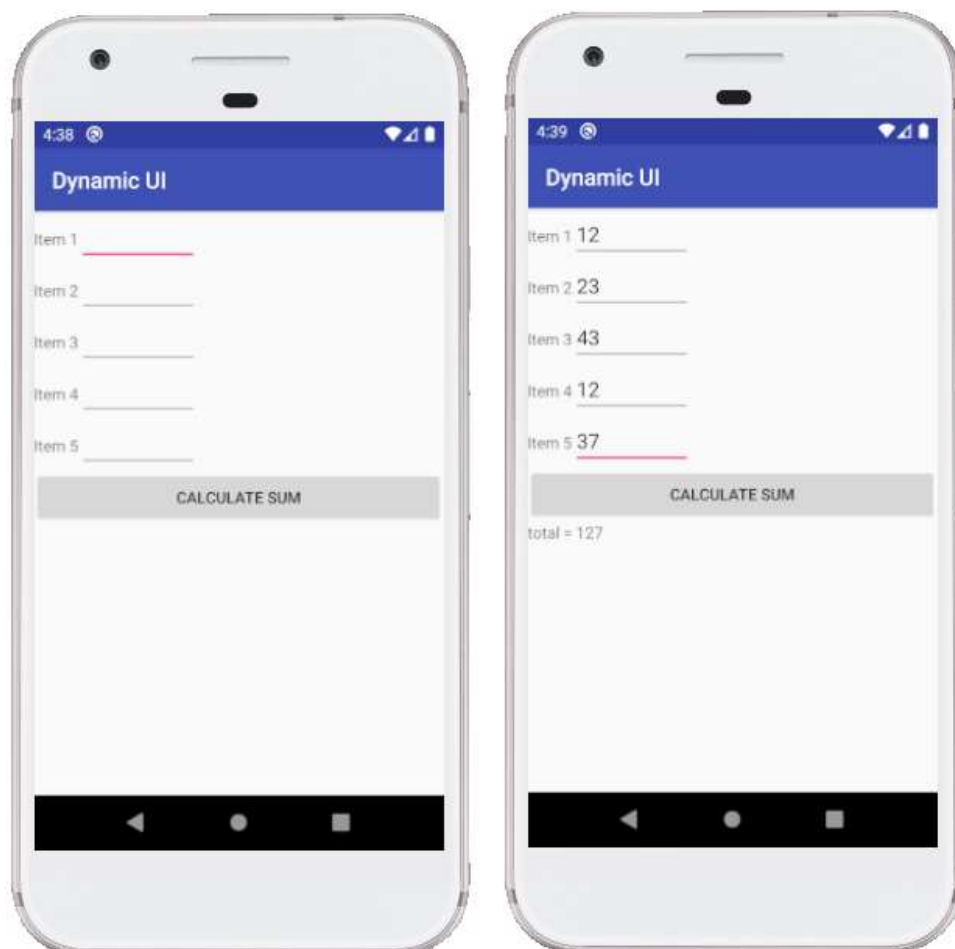 4:38
Dynamic UI
Item 1
Item 2
Item 3
Item 4
Item 5
CALCULATE SUM
4:39
Dynamic UI
Item 1 12
Item 2 23
Item 3 43
Item 4 12
Item 5 37
CALCULATE SUM
total = 127